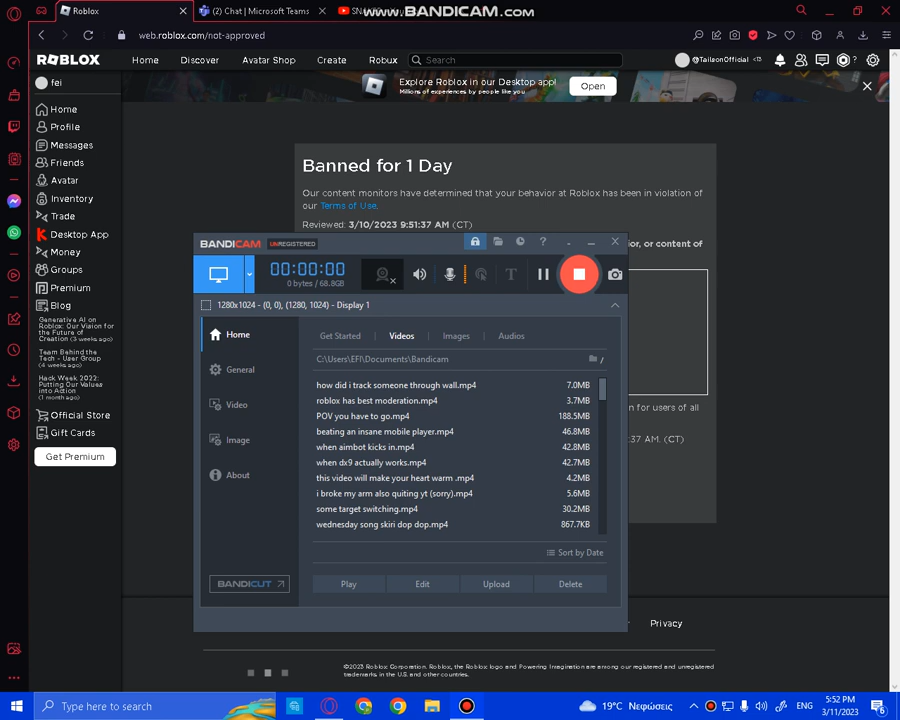 Roblox
(2) Chat | Microsoft Teams
www.BANDICAM.com
web.roblox.com/not-approved
ROBLOX
Home
Discover
Avatar Shop
Create
Robux
Search
@TailsonOfficial <13
fei
Explore Roblox in our Desktop app!
Millions of experiences by people like you
Open
Home
Profile
Messages
Friends
Avatar
Inventory
Trade
Desktop App
Money
Groups
Premium
Blog
Generative AI on
Roblox: Our Vision for
the Future of
Creation (3 weeks ago)
Team Behind the
Tech - User Group
(4 weeks ago)
Hack Week 2022:
Putting Our Values
into Action
(1 month ago)
Official Store
Gift Cards
Get Premium
Banned for 1 Day
Our content monitors have determined that your behavior at Roblox has been in violation of
our Terms of Use.
Reviewed: 3/10/2023 9:51:37 AM (CT)
ior, or content of
n for users of all
:37 AM. (CT)
BANDICAM UNREGISTERED
00:00:00
0 bytes / 68.8GB
1280x1024 - (0, 0), (1280, 1024) - Display 1
Home
General
Video
Image
About
BANDICUT
Get Started
Videos
Images
Audios
C:\Users\EFI\Documents\Bandicam
how did i track someone through wall.mp4 7.0MB
roblox has best moderation.mp4 3.7MB
POV you have to go.mp4 188.5MB
beating an insane mobile player.mp4 46.8MB
when aimbot kicks in.mp4 42.8MB
when dx9 actually works.mp4 42.7MB
this video will make your heart warm .mp4 4.2MB
i broke my arm also quiting yt (sorry).mp4 5.6MB
some target switching.mp4 30.2MB
wednesday song skiri dop dop.mp4 867.7KB
Sort by Date
Play
Edit
Upload
Delete
Privacy
©2023 Roblox Corporation. Roblox, the Roblox logo and Powering Imagination are among our registered and unregistered
trademarks in the U.S. and other countries.
Type here to search
19°C Νεφώσεις
ENG
5:52 PM
3/11/2023